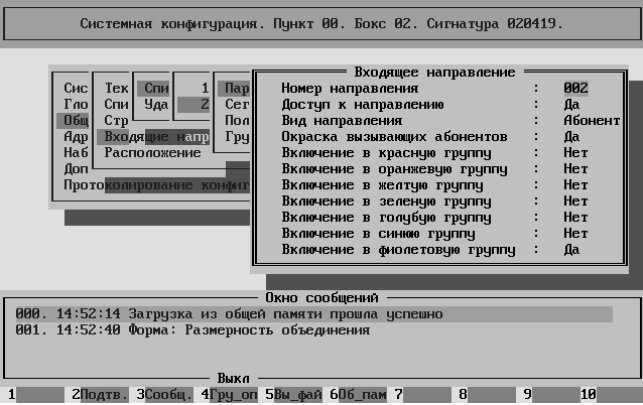 Системная конфигурация. Пункт 00. Бокс 02. Сигнатура 020419.
Входящее направление
Сис Тек Спи 1 Пар Номер направления : 002
Гло Спи Уда 2 Сег Доступ к направлению : Да
Общ Стр Пол Вид направления : Абонент
Адр Входящие напр Гру Окраска вызывающих абонентов : Да
Наб Расположение Включение в красную группу : Нет
Доп Включение в оранжевую группу : Нет
Протоколирование конфиг Включение в желтую группу : Нет
Включение в зеленую группу : Нет
Включение в голубую группу : Нет
Включение в синюю группу : Нет
Включение в фиолетовую группу : Да
Окно сообщений
000. 14:52:14 Загрузка из общей памяти прошла успешно
001. 14:52:40 Форма: Размерность объединения
Выкл
1 2Подтв. 3Сообщ. 4Гру_оп 5Вы_фай 6Об_пам 7 8 9 10